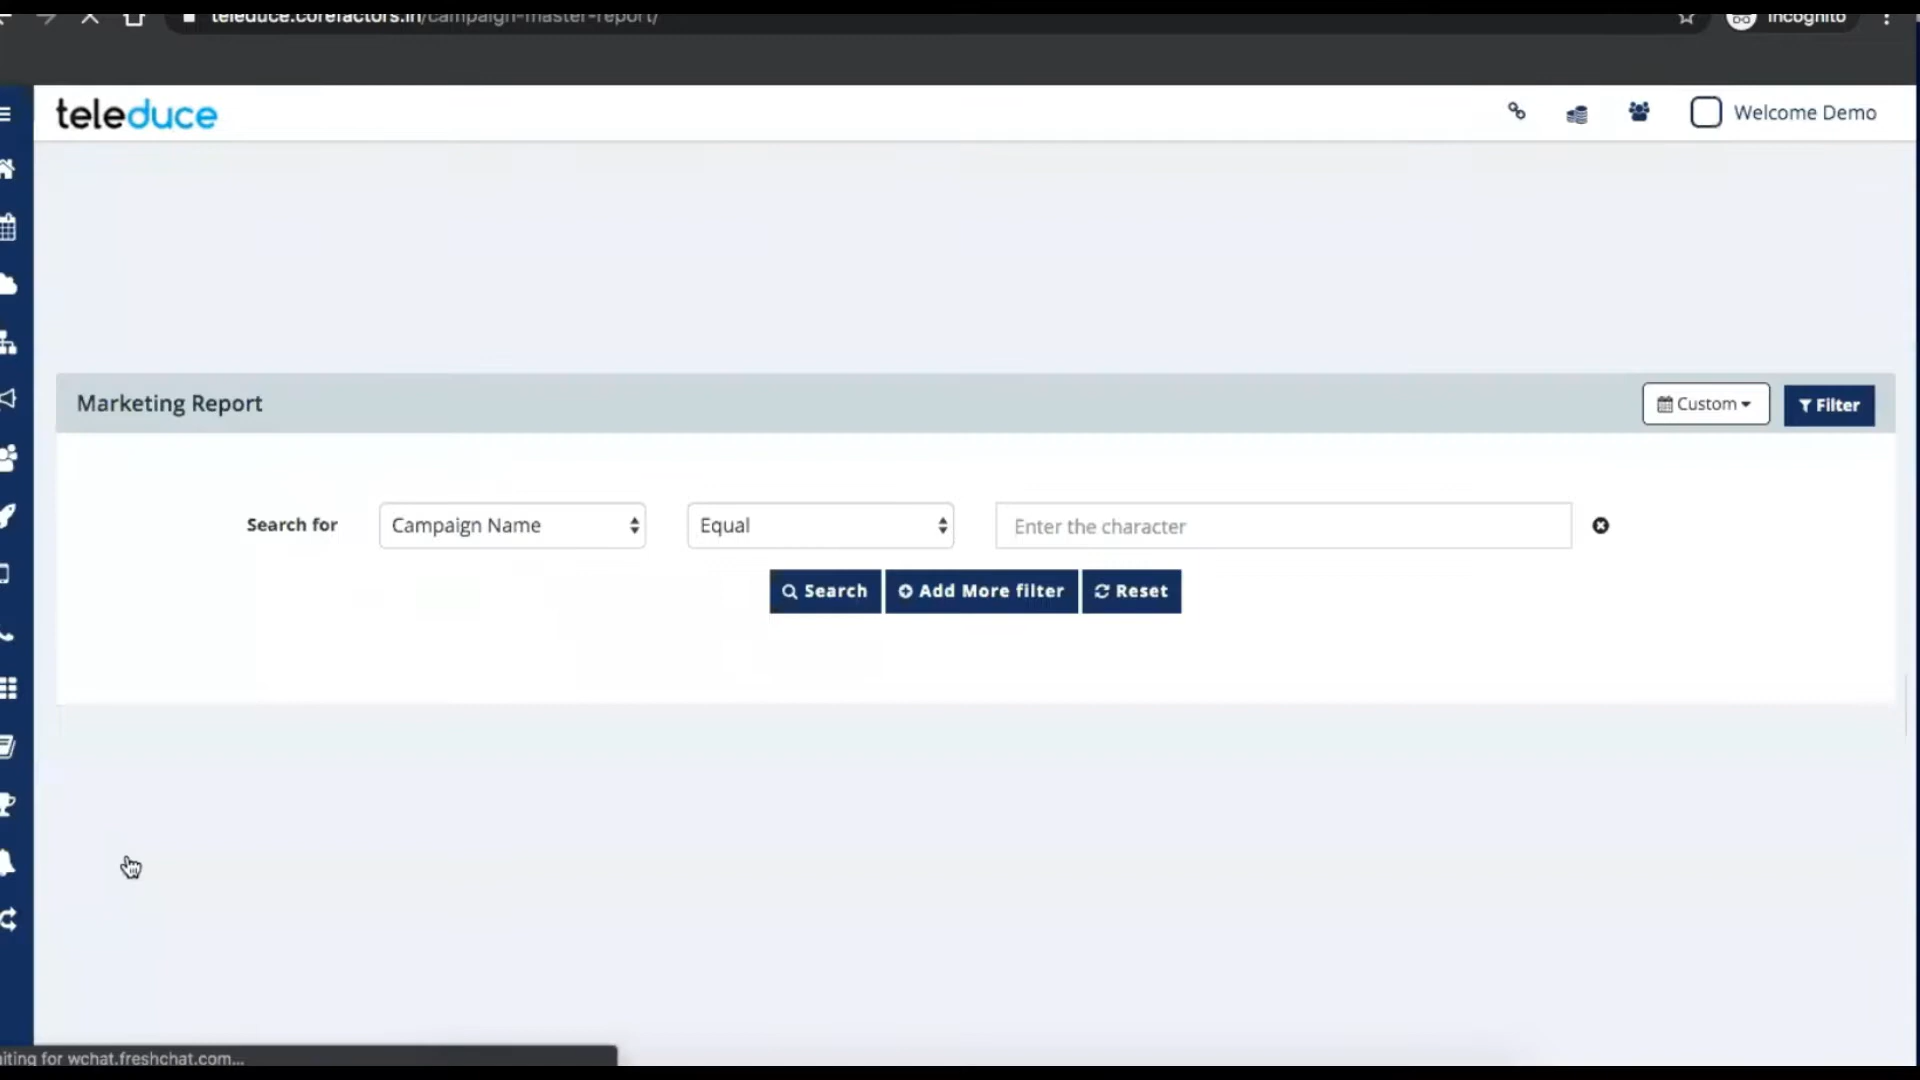 teleduce.corefactors.in/campaign-master-report/
Incognito
teleduce
Welcome Demo
Marketing Report
Custom
Filter
Search for
Campaign Name
Equal
Enter the character
Search
Add More filter
Reset
aiting for wchat.freshchat.com...